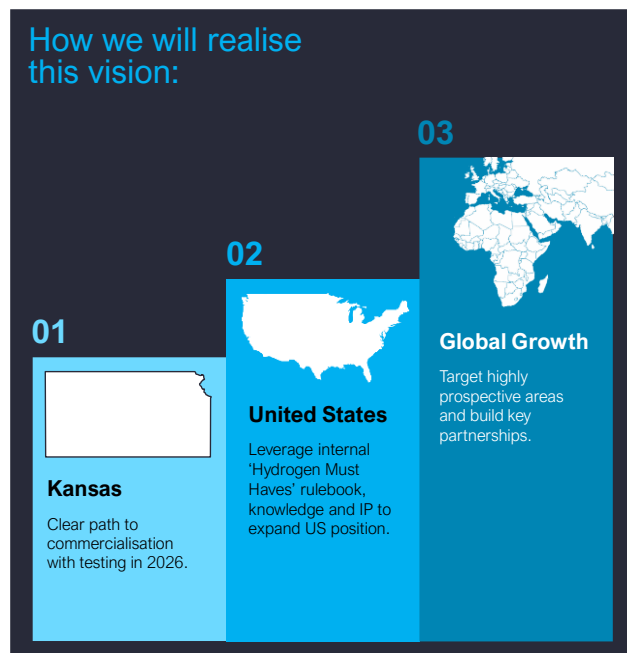 How we will realise
this vision:
01
Kansas
Clear path to
commercialisation
with testing in 2026.
02
United States
Leverage internal
‘Hydrogen Must
Haves’ rulebook,
knowledge and IP to
expand US position.
03
Global Growth
Target highly
prospective areas
and build key
partnerships.